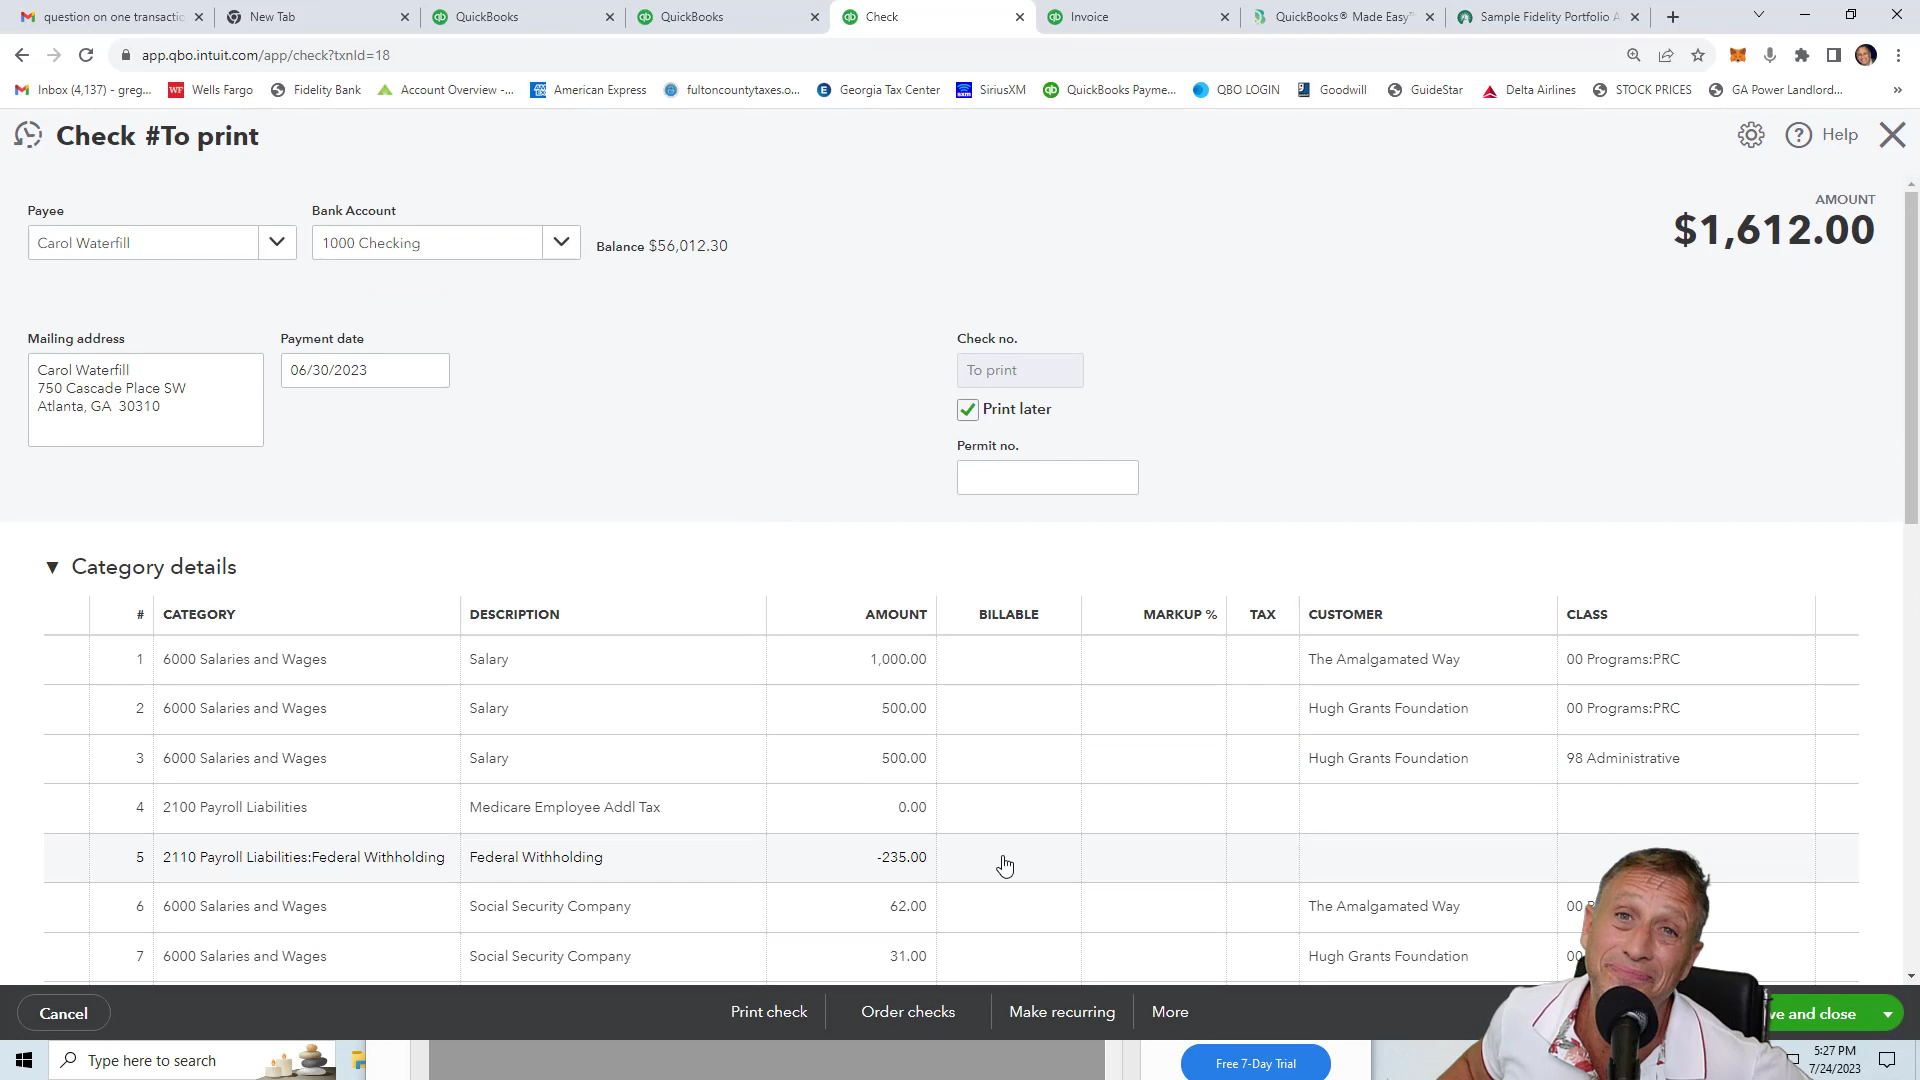 question on one transactio
New Tab
QuickBooks
QuickBooks
Check
Invoice
QuickBooks® Made Easy™
Sample Fidelity Portfolio A
app.qbo.intuit.com/app/check?txnId=18
Inbox (4,137) - greg...
WF Wells Fargo
Fidelity Bank
Account Overview -...
American Express
fultoncountytaxes.o...
Georgia Tax Center
SiriusXM
QuickBooks Payme...
QBO LOGIN
Goodwill
GuideStar
Delta Airlines
STOCK PRICES
GA Power Landlord...
»
Check #To print
? Help
Payee
Bank Account
AMOUNT
Carol Waterfill
1000 Checking
Balance $56,012.30
$1,612.00
Mailing address
Payment date
Check no.
Carol Waterfill
750 Cascade Place SW
Atlanta, GA 30310
06/30/2023
To print
Print later
Permit no.
Category details
# CATEGORY DESCRIPTION AMOUNT BILLABLE MARKUP % TAX CUSTOMER CLASS
1 6000 Salaries and Wages Salary 1,000.00 The Amalgamated Way 00 Programs:PRC
2 6000 Salaries and Wages Salary 500.00 Hugh Grants Foundation 00 Programs:PRC
3 6000 Salaries and Wages Salary 500.00 Hugh Grants Foundation 98 Administrative
4 2100 Payroll Liabilities Medicare Employee Addl Tax 0.00
5 2110 Payroll Liabilities:Federal Withholding Federal Withholding -235.00
6 6000 Salaries and Wages Social Security Company 62.00 The Amalgamated Way 00
7 6000 Salaries and Wages Social Security Company 31.00 Hugh Grants Foundation 00
Cancel
Print check
Order checks
Make recurring
More
ve and close
Type here to search
Free 7-Day Trial
5:27 PM
7/24/2023